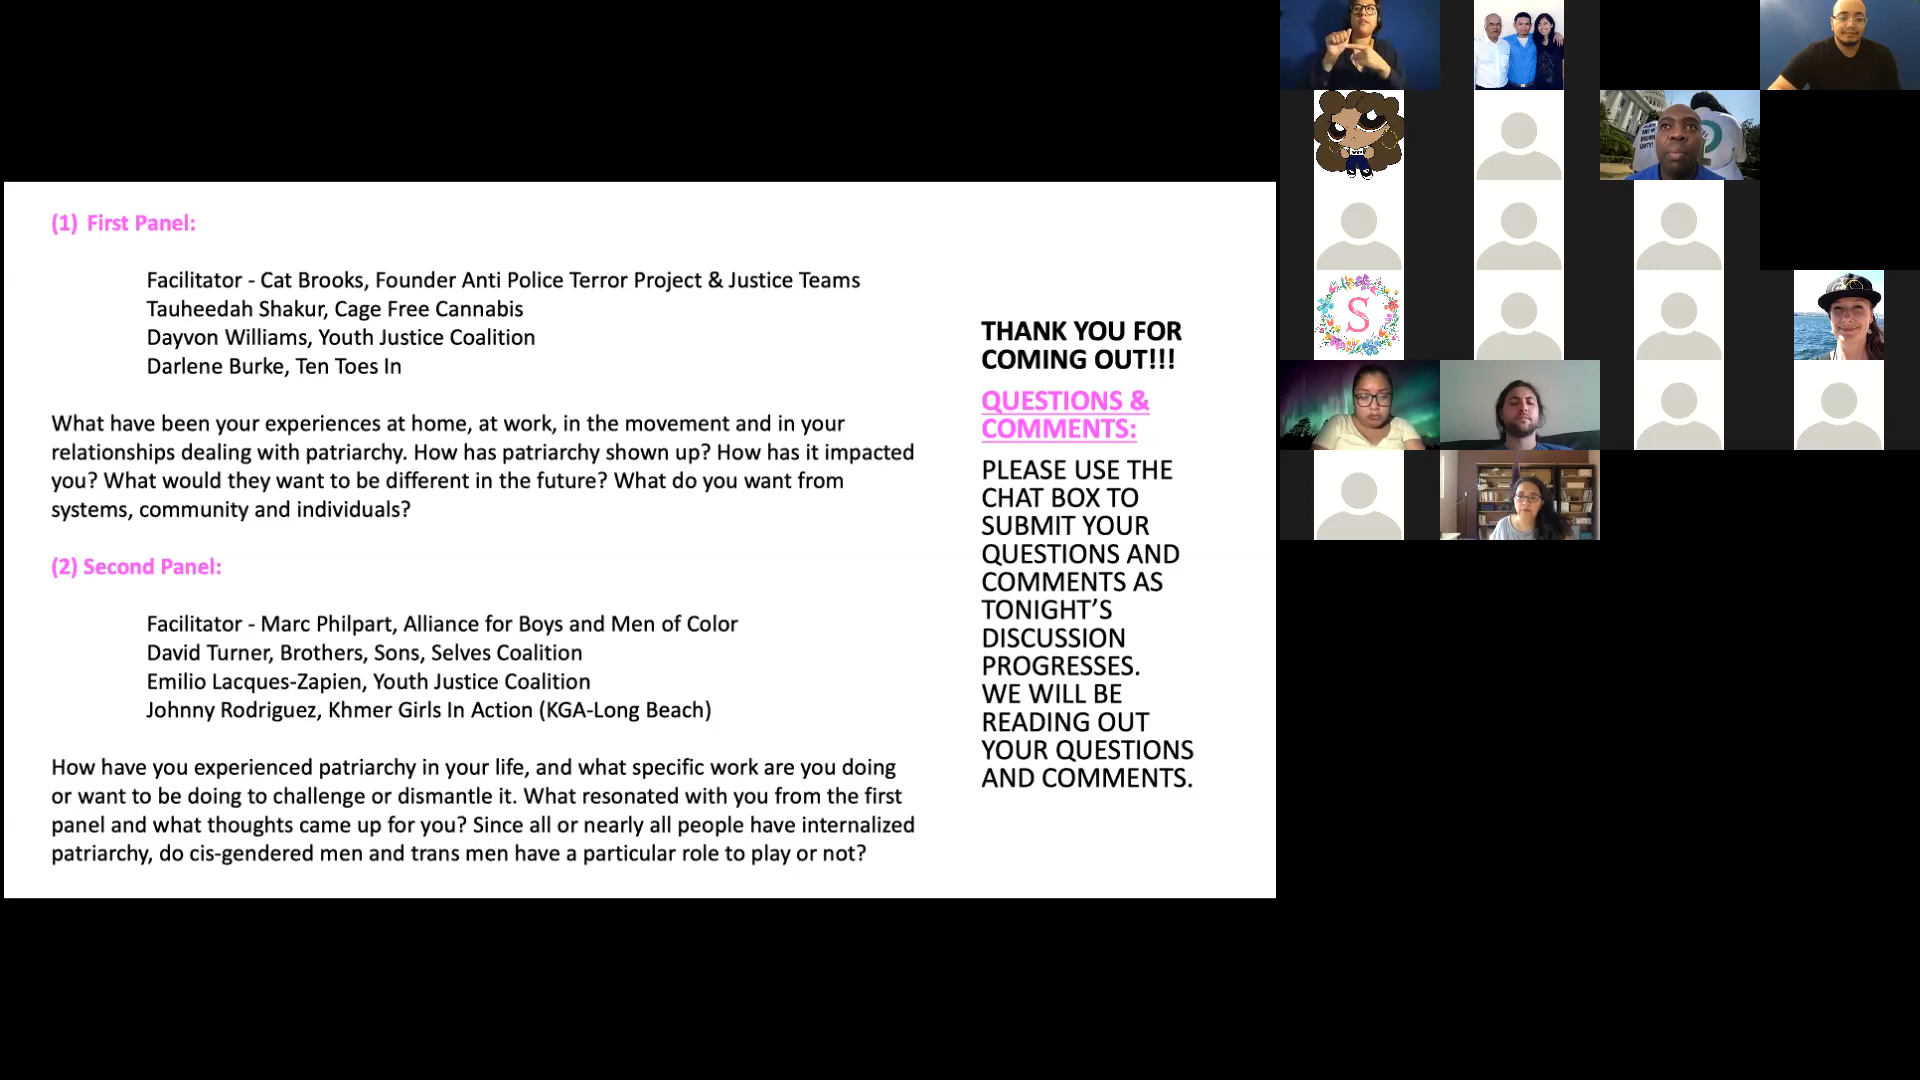 (1) First Panel:
Facilitator - Cat Brooks, Founder Anti Police Terror Project & Justice Teams
Tauheedah Shakur, Cage Free Cannabis
Dayvon Williams, Youth Justice Coalition
Darlene Burke, Ten Toes In
What have been your experiences at home, at work, in the movement and in your
relationships dealing with patriarchy. How has patriarchy shown up? How has it impacted
you? What would they want to be different in the future? What do you want from
systems, community and individuals?
(2) Second Panel:
Facilitator - Marc Philpart, Alliance for Boys and Men of Color
David Turner, Brothers, Sons, Selves Coalition
Emilio Lacques-Zapien, Youth Justice Coalition
Johnny Rodriguez, Khmer Girls In Action (KGA-Long Beach)
How have you experienced patriarchy in your life, and what specific work are you doing
or want to be doing to challenge or dismantle it. What resonated with you from the first
panel and what thoughts came up for you? Since all or nearly all people have internalized
patriarchy, do cis-gendered men and trans men have a particular role to play or not?
THANK YOU FOR
COMING OUT!!!
QUESTIONS &
COMMENTS:
PLEASE USE THE
CHAT BOX TO
SUBMIT YOUR
QUESTIONS AND
COMMENTS AS
TONIGHT’S
DISCUSSION
PROGRESSES.
WE WILL BE
READING OUT
YOUR QUESTIONS
AND COMMENTS.
S